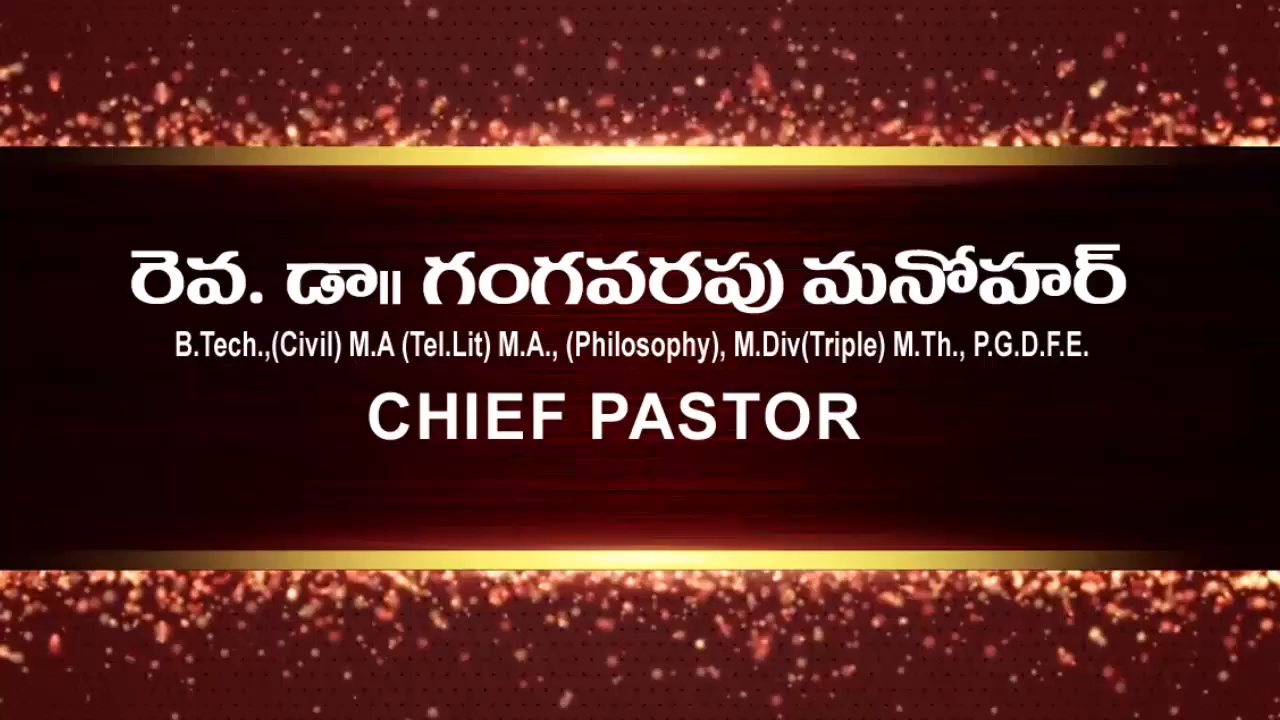 రెవ. డా॥ గంగవరపు మనోహర్
B.Tech.,(Civil) M.A (Tel.Lit) M.A., (Philosophy), M.Div(Triple) M.Th., P.G.D.F.E.
CHIEF PASTOR